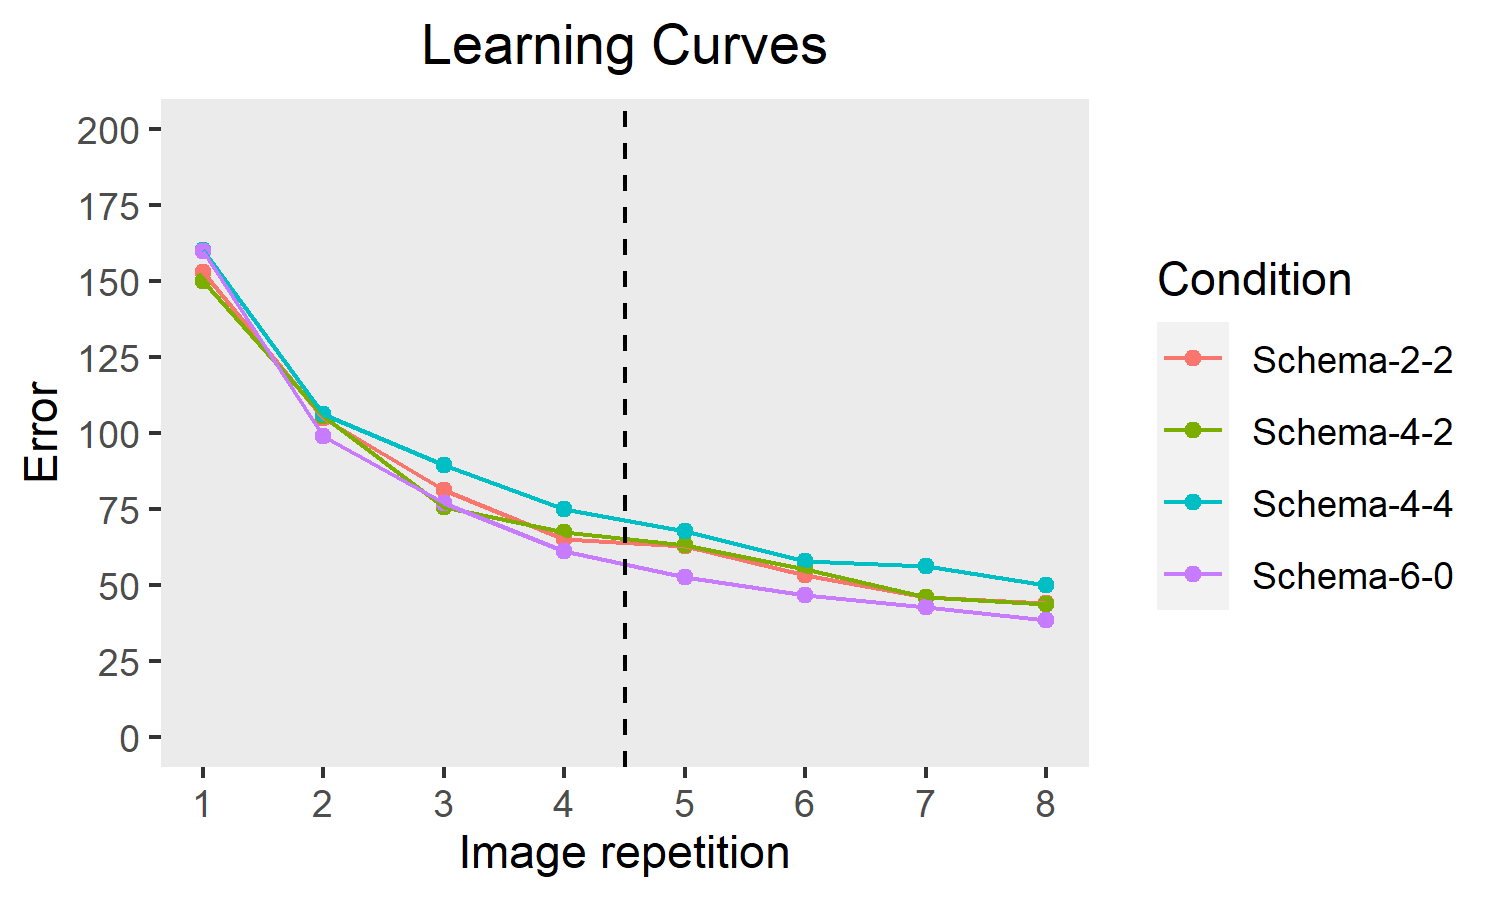 Learning Curves
Error
200
175
150
125
100
75
50
25
0
1 2 3 4 5 6 7 8
Image repetition
Condition
Schema-2-2
Schema-4-2
Schema-4-4
Schema-6-0